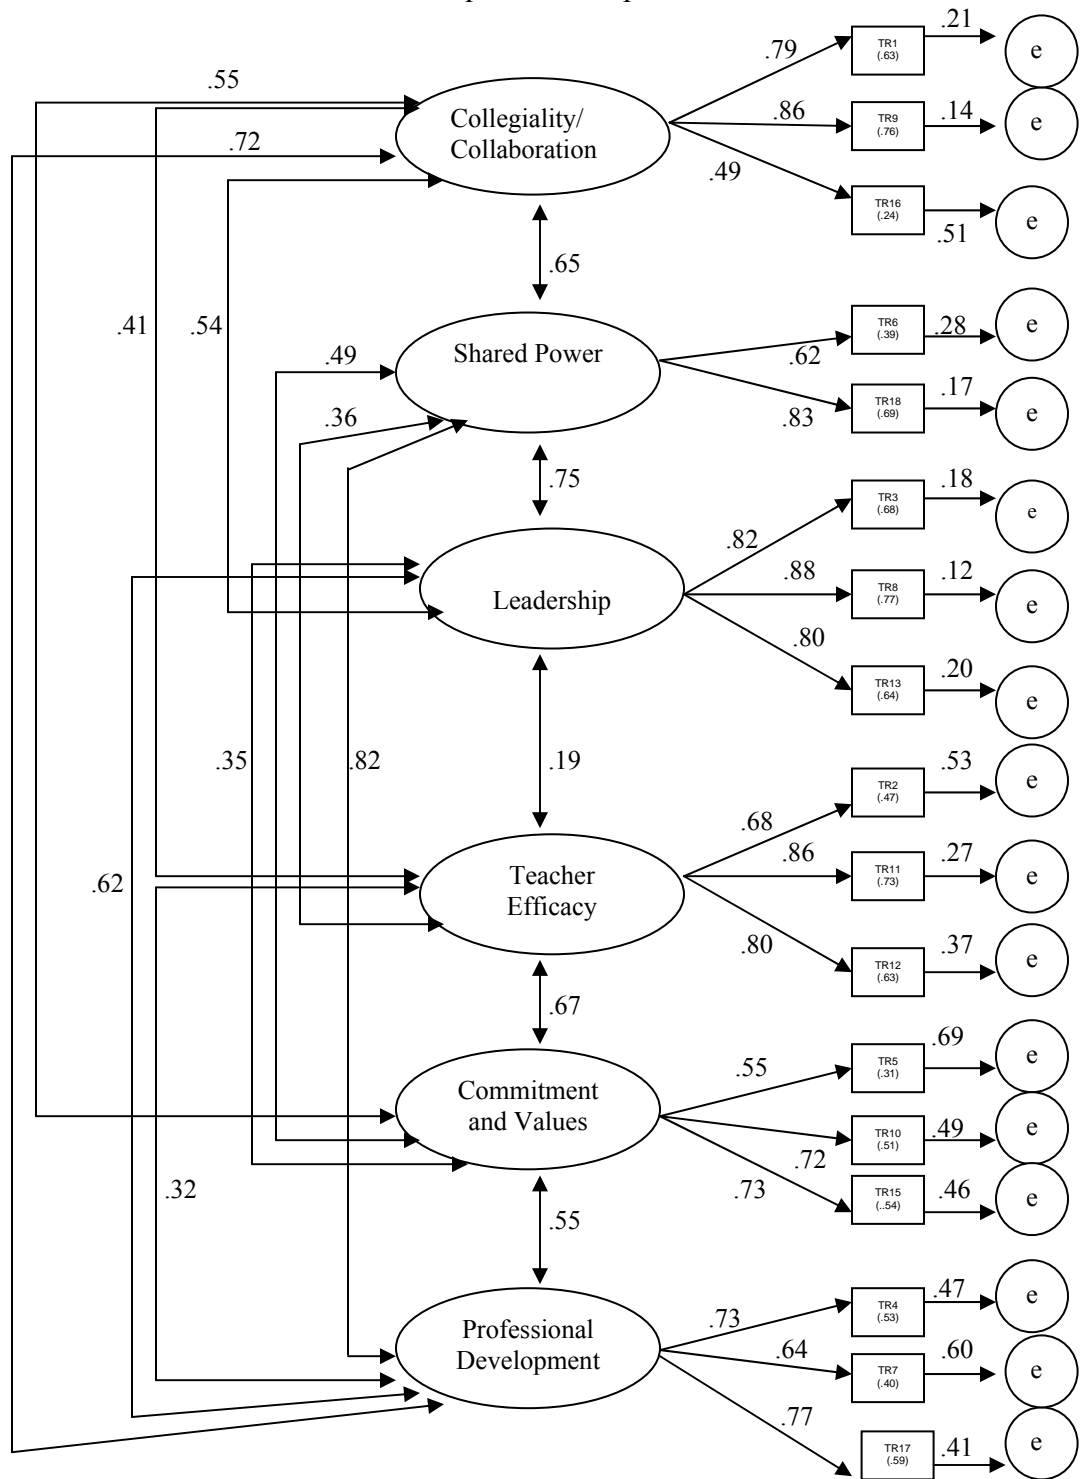 .21
TR1
(.63)
e
.79
.55
Collegiality/
Collaboration
.86
TR9
(.76)
.14
e
.72
.49
TR16
(.24)
.51
e
.65
.41
.54
Shared Power
.49
.62
TR6
(.39)
.28
e
.36
.83
TR18
(.69)
.17
e
.75
.82
TR3
(.68)
.18
e
Leadership
.88
TR8
(.77)
.12
e
.80
TR13
(.64)
.20
e
.35
.82
.19
.68
TR2
(.47)
.53
e
.62
Teacher
Efficacy
.86
TR11
(.73)
.27
e
.80
TR12
(.63)
.37
e
.67
.55
TR5
(.31)
.69
e
Commitment
and Values
.72
TR10
(.51)
.49
e
.73
TR15
(..54)
.46
e
.32
.55
.73
TR4
(.53)
.47
e
Professional
Development
.64
TR7
(.40)
.60
e
.77
TR17
(.59)
.41
e